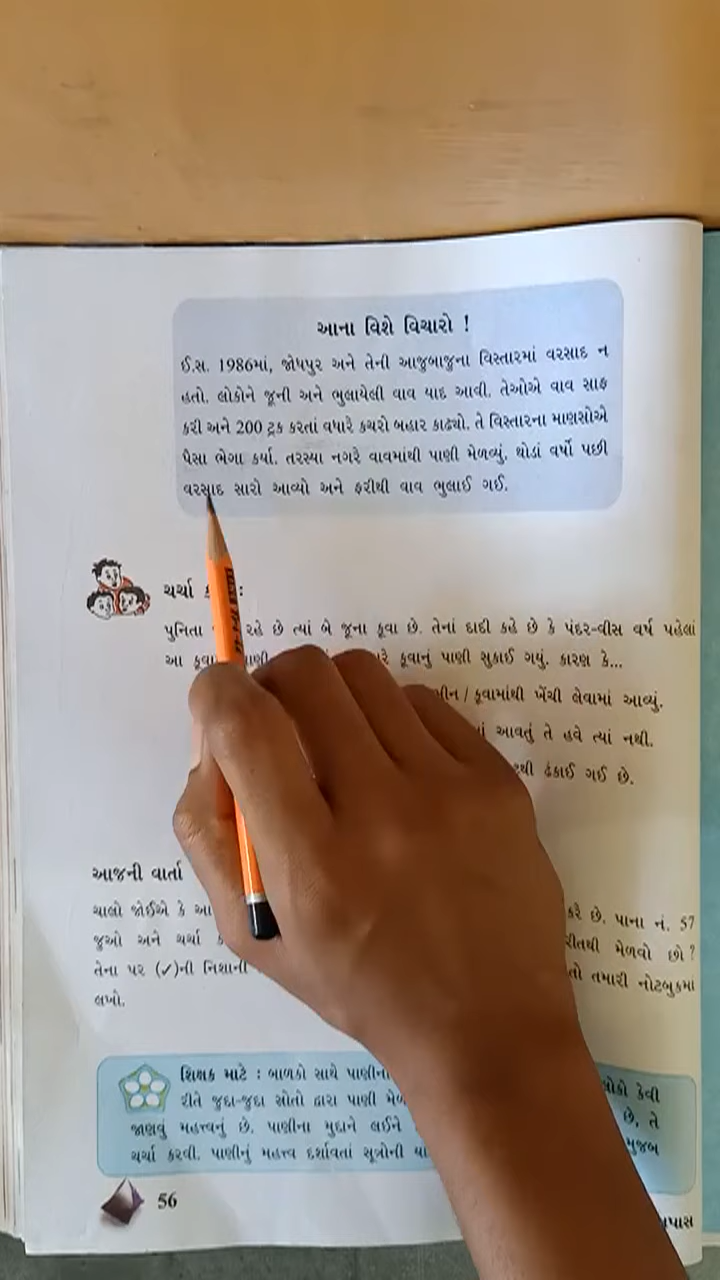 આના વિશે વિચારો !
ઈ.સ. 1986માં, જોધપુર અને તેની આજુબાજુના વિસ્તારમાં વરસાદ ન
હતો. લોકોને જૂની અને ભુલાયેલી વાવ યાદ આવી. તેઓએ વાવ સાફ
કરી અને 200 ટ્રક કરતાં વધારે કચરો બહાર કાઢ્યો. તે વિસ્તારના માણસોએ
પૈસા ભેગા કર્યા. તરસ્યા નગરે વાવમાંથી પાણી મેળવ્યું. થોડાં વર્ષો પછી
વરસાદ સારો આવ્યો અને ફરીથી વાવ ભુલાઈ ગઈ.
ચર્ચા :
પુનિતા રહે છે ત્યાં બે જૂના કૂવા છે. તેનાં દાદી કહે છે કે પંદર-વીસ વર્ષ પહેલાં
આ કૂવાનું પાણી સુકાઈ ગયું. કારણ કે...
/ કૂવામાંથી ખેંચી લેવામાં આવ્યું.
આવતું તે હવે ત્યાં નથી.
ઢંકાઈ ગઈ છે.
આજની વાર્તા
ચાલો જોઈએ કે આ કરે છે. પાના નં. 57
જુઓ અને ચર્ચા રીતથી મેળવો છો ?
તેના પર (✓)ની નિશાની તો તમારી નોટબુકમાં
લખો.
શિક્ષક માટે : બાળકો સાથે પાણીના લોકો કેવી
રીતે જુદા-જુદા સોતો દ્વારા પાણી છે, તે
જાણવું મહત્ત્વનું છે. પાણીના મુદ્દાને લઈને મુજબ
ચર્ચા કરવી. પાણીનું મહત્ત્વ દર્શાવતાં સૂત્રોની
56